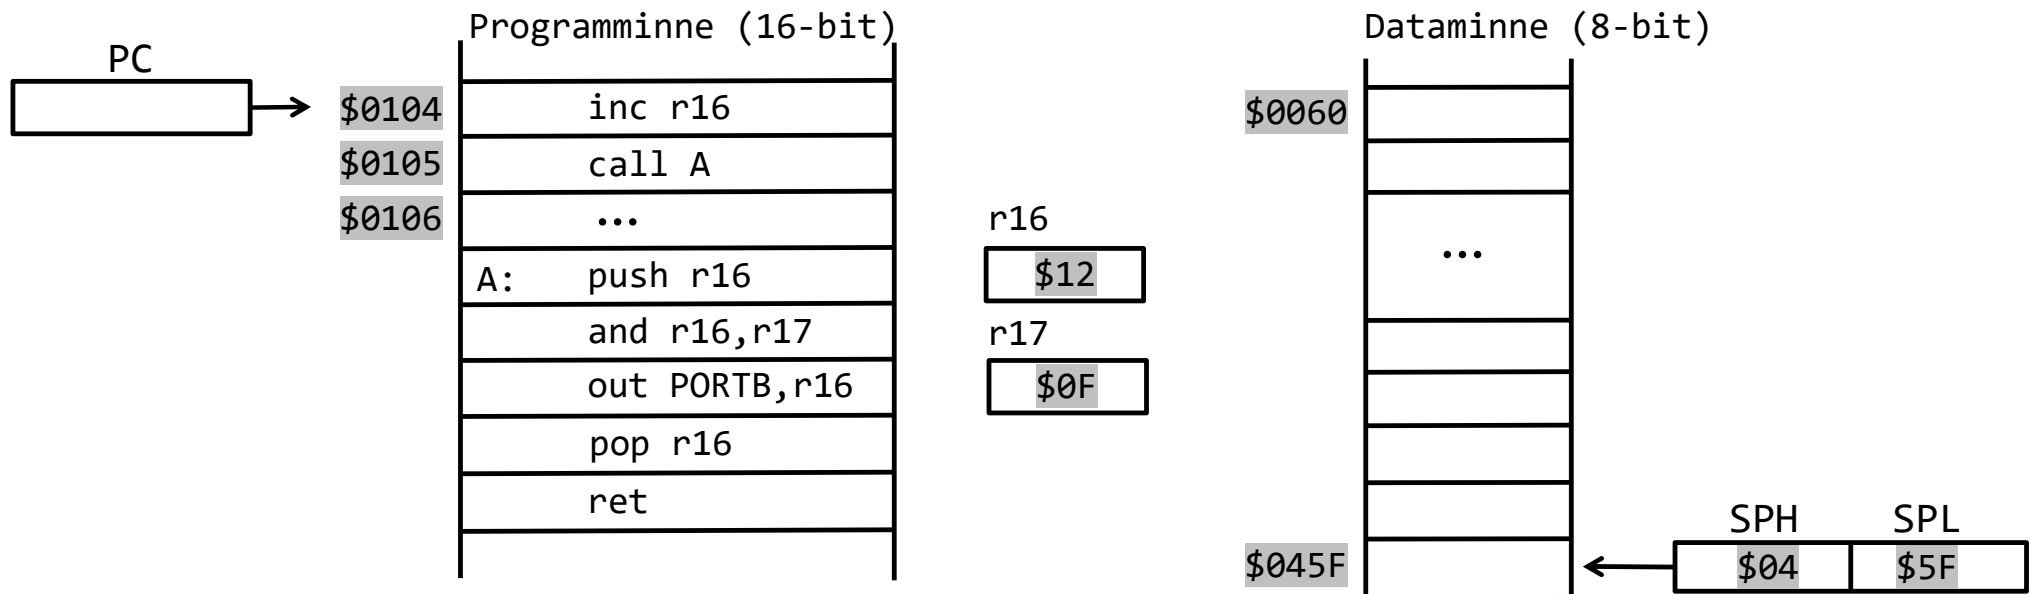 Programminne (16-bit)
Dataminne (8-bit)
PC
$0104 inc r16
$0105 call A
$0106 ...
A: push r16
and r16,r17
out PORTB,r16
pop r16
ret
r16
$12
r17
$0F
$0060
...
$045F
SPH SPL
$04 $5F